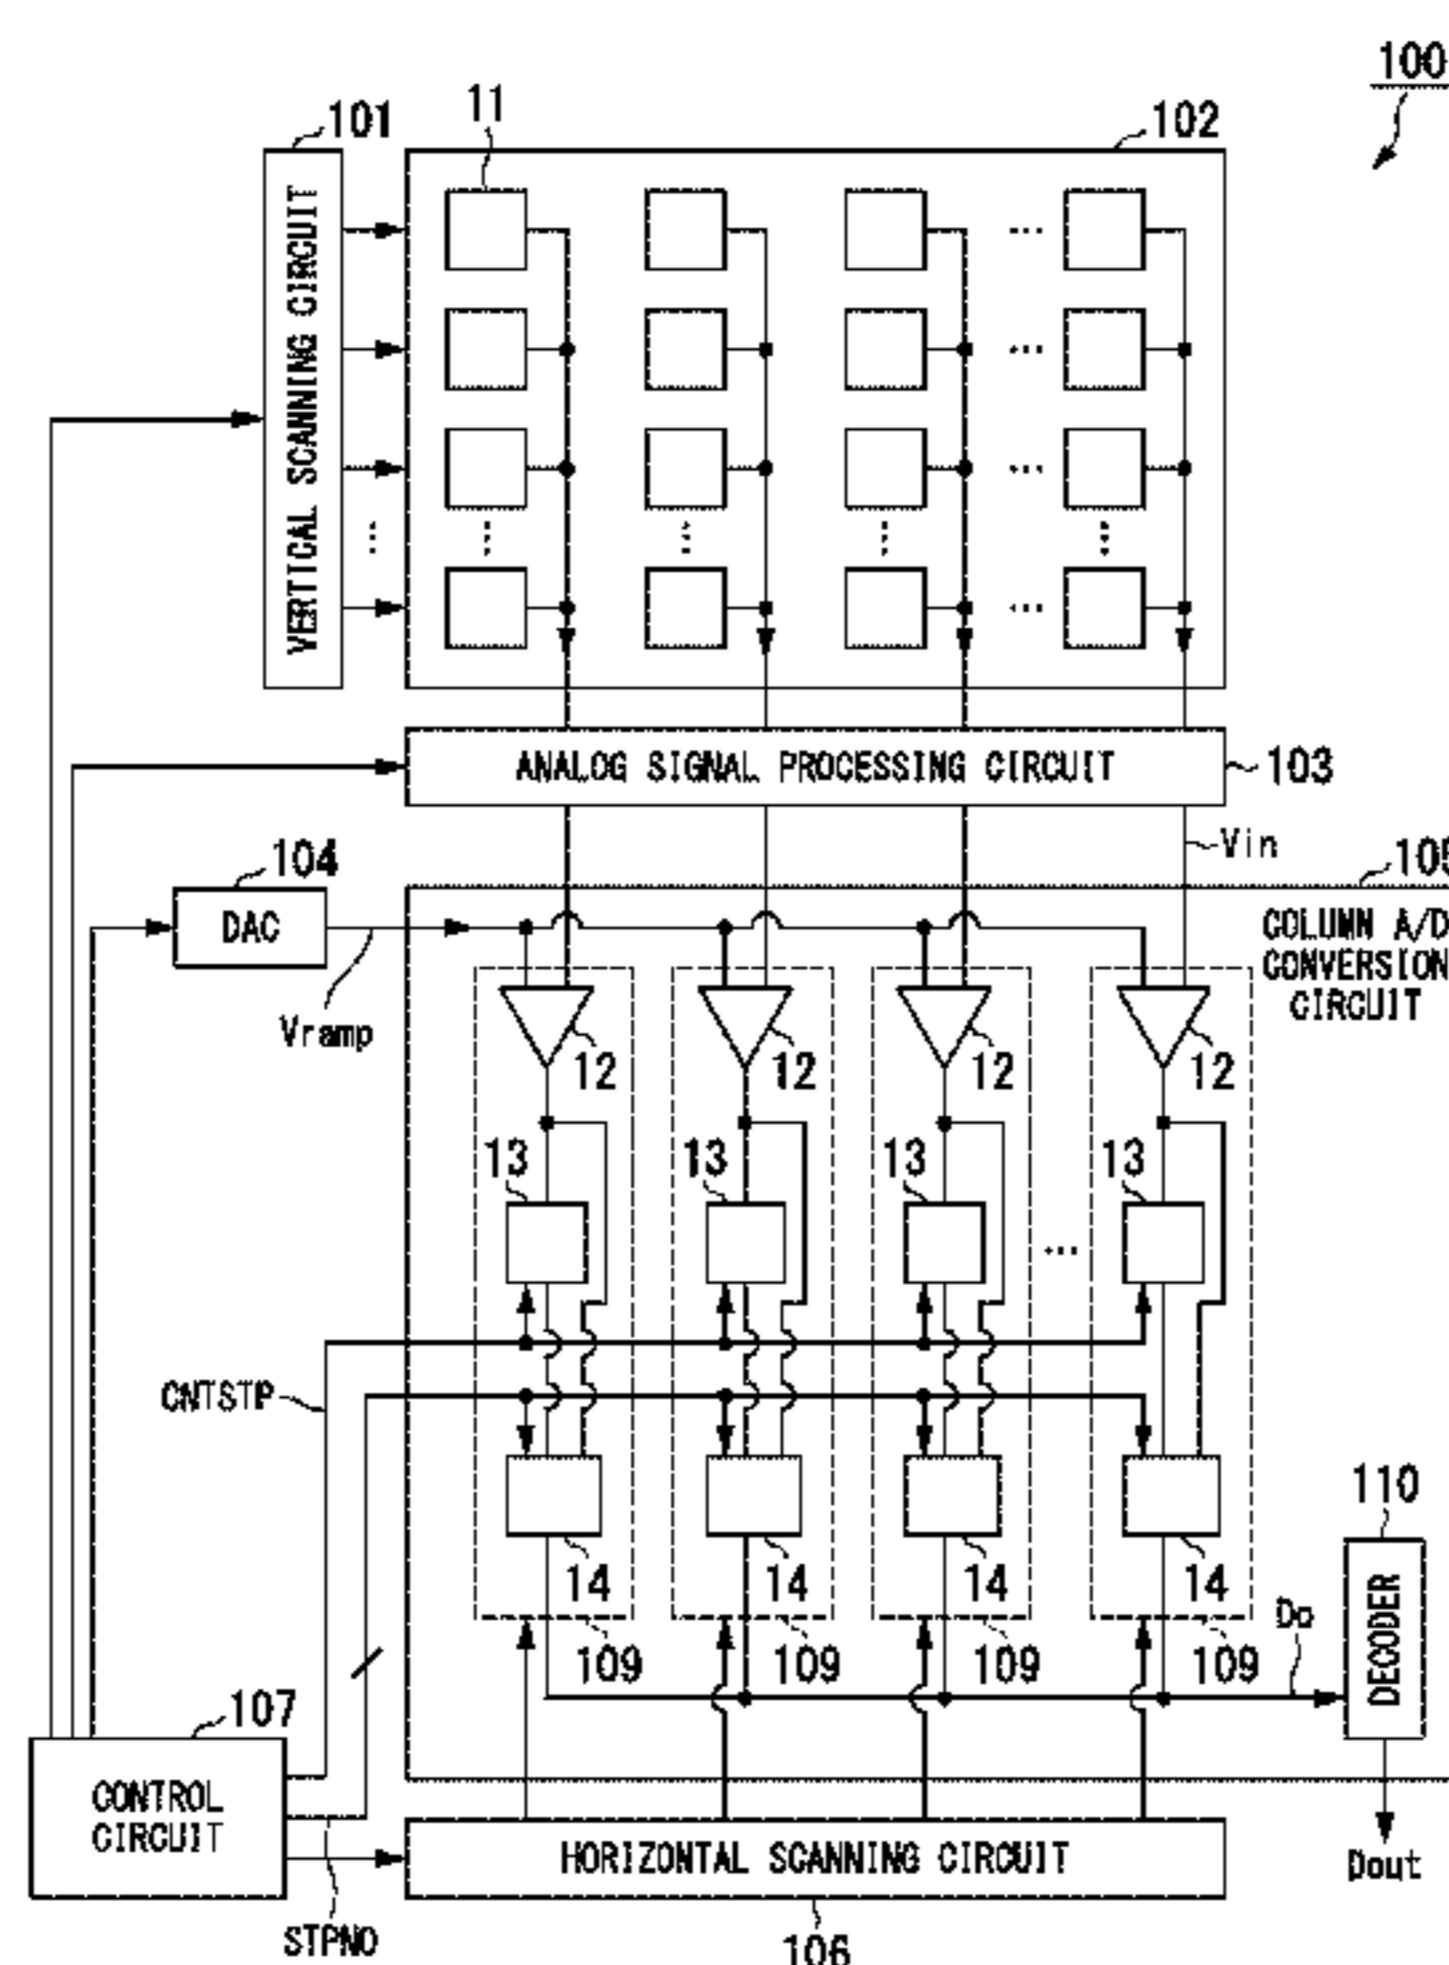 100
101
11
102
VERTICAL SCANNING CIRCUIT
ANALOG SIGNAL PROCESSING CIRCUIT
103
104
Vin
DAC
COLUMN A/D
CONVERSION
CIRCUIT
Vramp
12 12 12 12
13 13 13 13
CNTSTP
110
14 14 14 14
Do
DECODER
109 109 109 109
107
CONTROL
CIRCUIT
HORIZONTAL SCANNING CIRCUIT
Dout
STPNO
106